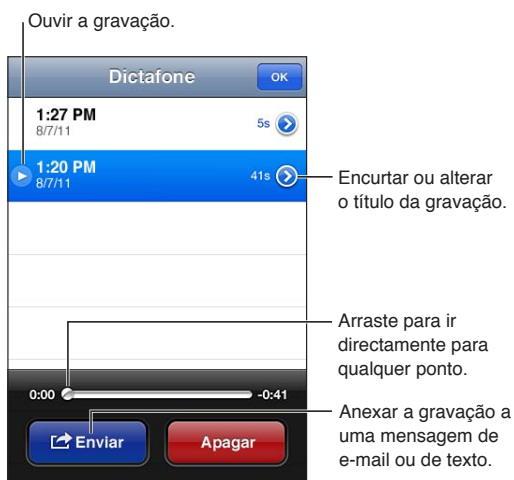 Ouvir a gravação.
Dictafone
OK
1:27 PM
8/7/11
5s
1:20 PM
8/7/11
41s
Encurtar ou alterar
o título da gravação.
Arraste para ir
directamente para
qualquer ponto.
0:00
-0:41
Enviar
Apagar
Anexar a gravação a
uma mensagem de
e-mail ou de texto.